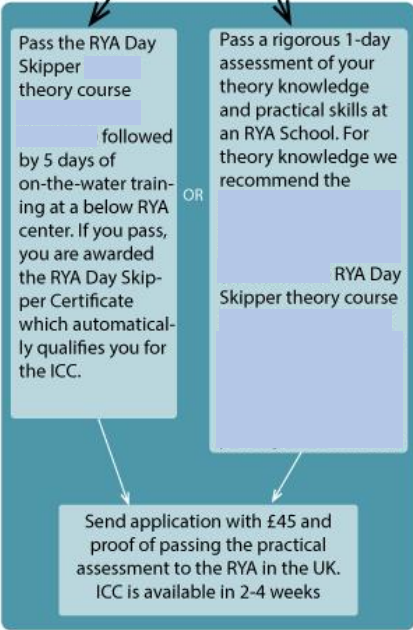 Pass the RYA Day
Skipper
theory course
followed
by 5 days of
on-the-water train-
ing at a below RYA
center. If you pass,
you are awarded
the RYA Day Skip-
per Certificate
which automatical-
ly qualifies you for
the ICC.
OR
Pass a rigorous 1-day
assessment of your
theory knowledge
and practical skills at
an RYA School. For
theory knowledge we
recommend the
RYA Day
Skipper theory course
Send application with £45 and
proof of passing the practical
assessment to the RYA in the UK.
ICC is available in 2-4 weeks